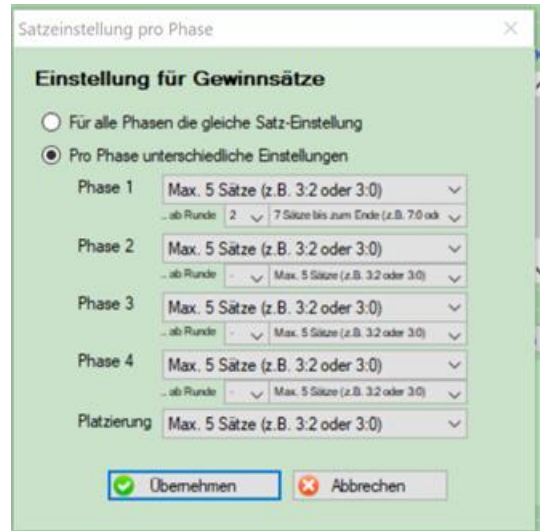 Satzeinstellung pro Phase
Einstellung für Gewinnsätze
Für alle Phasen die gleiche Satz-Einstellung
Pro Phase unterschiedliche Einstellungen
Phase 1 Max. 5 Sätze (z.B. 3:2 oder 3:0)
.. ab Runde 2 7 Sätze bis zum Ende (z.B. 7:0 od
Phase 2 Max. 5 Sätze (z.B. 3:2 oder 3:0)
.. ab Runde - Max. 5 Sätze (z.B. 3:2 oder 3:0)
Phase 3 Max. 5 Sätze (z.B. 3:2 oder 3:0)
.. ab Runde - Max. 5 Sätze (z.B. 3:2 oder 3:0)
Phase 4 Max. 5 Sätze (z.B. 3:2 oder 3:0)
.. ab Runde - Max. 5 Sätze (z.B. 3:2 oder 3:0)
Platzierung Max. 5 Sätze (z.B. 3:2 oder 3:0)
Übernehmen Abbrechen